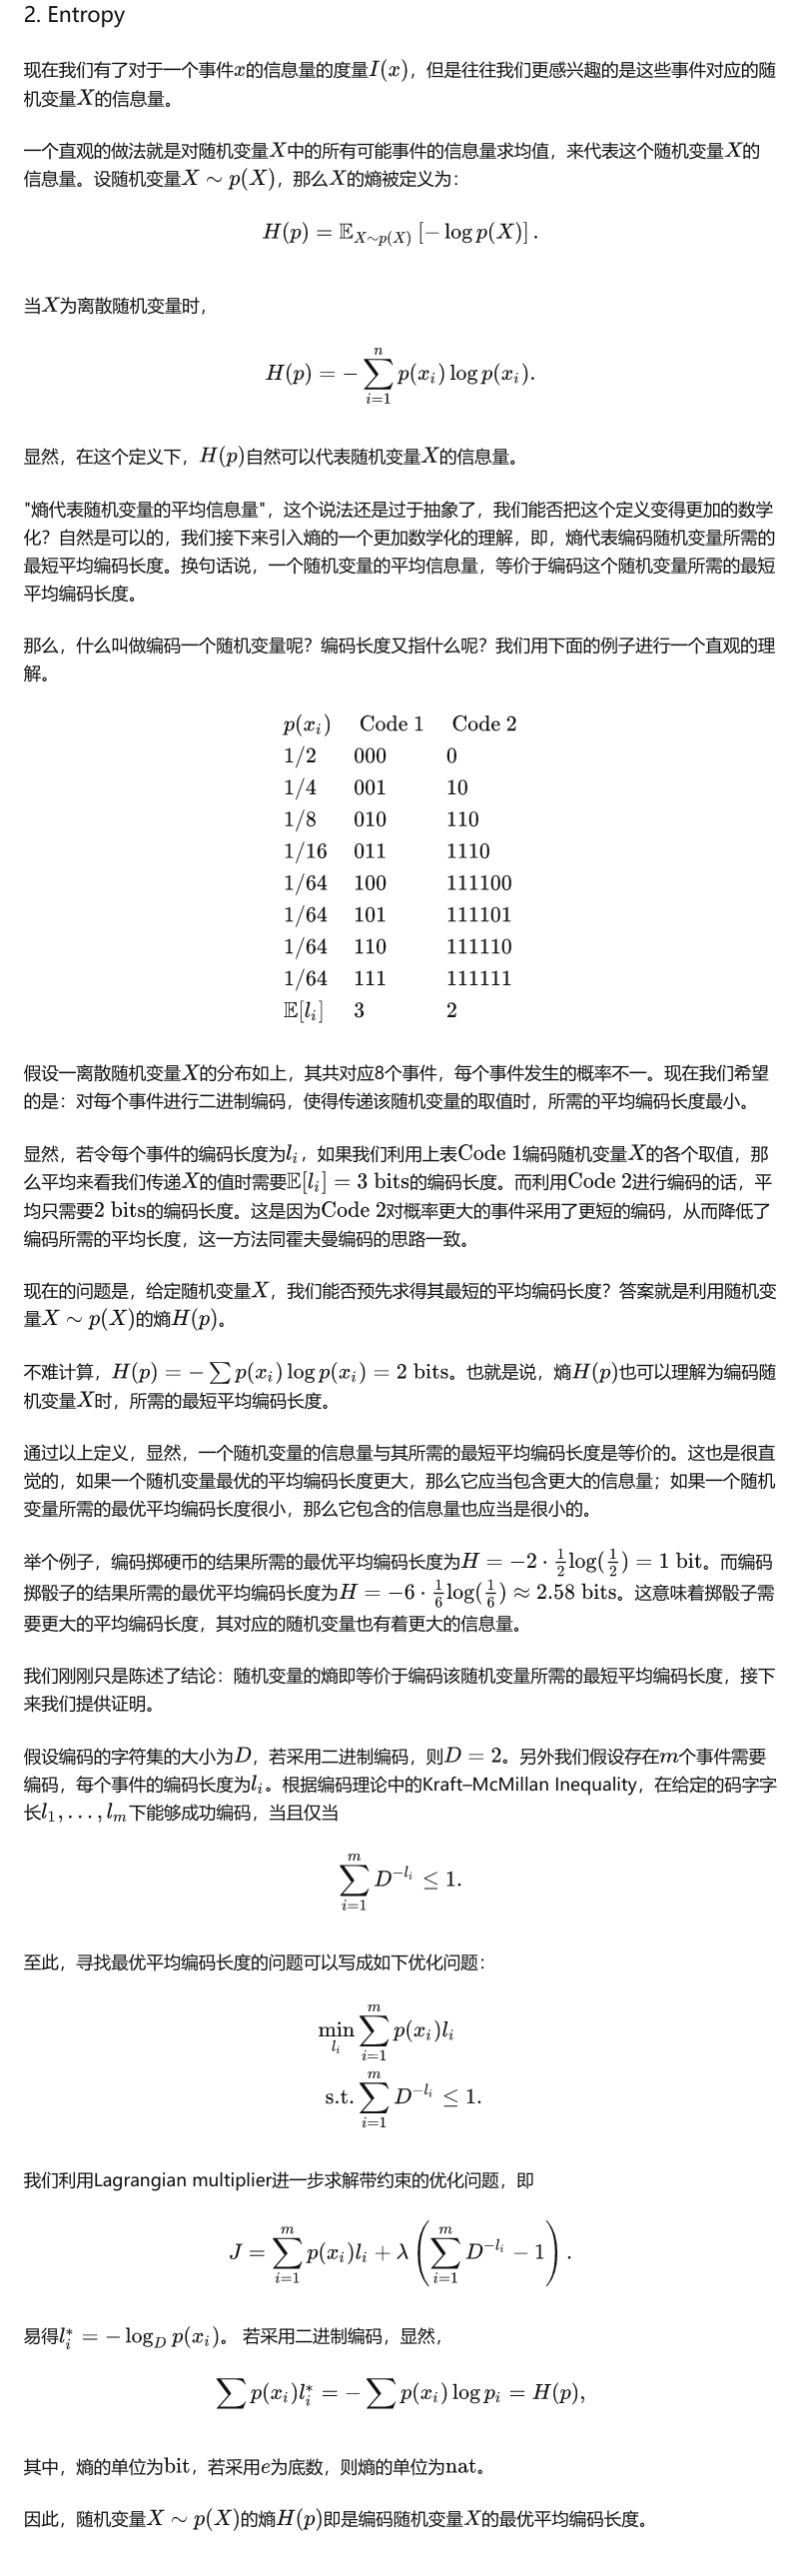 2. Entropy
现在我们有了对于一个事件x的信息量的度量I(x)，但是往往我们更感兴趣的是这些事件对应的随
机变量X的信息量。
一个直观的做法就是对随机变量X中的所有可能事件的信息量求均值，来代表这个随机变量X的
信息量。设随机变量X ∼ p(X)，那么X的熵被定义为：
H(p) = 𝔼_{X∼p(X)} [− log p(X)] .
当X为离散随机变量时，
H(p) = − ∑_{i=1}^{n} p(x_i) log p(x_i).
显然，在这个定义下，H(p)自然可以代表随机变量X的信息量。
"熵代表随机变量的平均信息量"，这个说法还是过于抽象了，我们能否把这个定义变得更加的数学
化？自然是可以的，我们接下来引入熵的一个更加数学化的理解，即，熵代表编码随机变量所需的
最短平均编码长度。换句话说，一个随机变量的平均信息量，等价于编码这个随机变量所需的最短
平均编码长度。
那么，什么叫做编码一个随机变量呢？编码长度又指什么呢？我们用下面的例子进行一个直观的理
解。
p(x_i) Code 1 Code 2
1/2 000 0
1/4 001 10
1/8 010 110
1/16 011 1110
1/64 100 111100
1/64 101 111101
1/64 110 111110
1/64 111 111111
𝔼[l_i] 3 2
假设一离散随机变量X的分布如上，其共对应8个事件，每个事件发生的概率不一。现在我们希望
的是：对每个事件进行二进制编码，使得传递该随机变量的取值时，所需的平均编码长度最小。
显然，若令每个事件的编码长度为l_i，如果我们利用上表Code 1编码随机变量X的各个取值，那
么平均来看我们传递X的值时需要𝔼[l_i] = 3 bits的编码长度。而利用Code 2进行编码的话，平
均只需要2 bits的编码长度。这是因为Code 2对概率更大的事件采用了更短的编码，从而降低了
编码所需的平均长度，这一方法同霍夫曼编码的思路一致。
现在的问题是，给定随机变量X，我们能否预先求得其最短的平均编码长度？答案就是利用随机变
量X ∼ p(X)的熵H(p)。
不难计算，H(p) = − ∑ p(x_i) log p(x_i) = 2 bits。也就是说，熵H(p)也可以理解为编码随
机变量X时，所需的最短平均编码长度。
通过以上定义，显然，一个随机变量的信息量与其所需的最短平均编码长度是等价的。这也是很直
觉的，如果一个随机变量最优的平均编码长度更大，那么它应当包含更大的信息量；如果一个随机
变量所需的最优平均编码长度很小，那么它包含的信息量也应当是很小的。
举个例子，编码掷硬币的结果所需的最优平均编码长度为H = −2 · 1/2 log(1/2) = 1 bit。而编码
掷骰子的结果所需的最优平均编码长度为H = −6 · 1/6 log(1/6) ≈ 2.58 bits。这意味着掷骰子需
要更大的平均编码长度，其对应的随机变量也有着更大的信息量。
我们刚刚只是陈述了结论：随机变量的熵即等价于编码该随机变量所需的最短平均编码长度，接下
来我们提供证明。
假设编码的字符集的大小为D，若采用二进制编码，则D = 2。另外我们假设存在m个事件需要
编码，每个事件的编码长度为l_i。根据编码理论中的Kraft–McMillan Inequality，在给定的码字字
长l_1, . . . , l_m下能够成功编码，当且仅当
∑_{i=1}^{m} D^{−l_i} ≤ 1.
至此，寻找最优平均编码长度的问题可以写成如下优化问题：
min_{l_i} ∑_{i=1}^{m} p(x_i)l_i
s.t. ∑_{i=1}^{m} D^{−l_i} ≤ 1.
我们利用Lagrangian multiplier进一步求解带约束的优化问题，即
J = ∑_{i=1}^{m} p(x_i)l_i + λ ( ∑_{i=1}^{m} D^{−l_i} − 1 ) .
易得l_i^* = − log_D p(x_i)。 若采用二进制编码，显然，
∑ p(x_i)l_i^* = − ∑ p(x_i) log p_i = H(p),
其中，熵的单位为bit，若采用e为底数，则熵的单位为nat。
因此，随机变量X ∼ p(X)的熵H(p)即是编码随机变量X的最优平均编码长度。